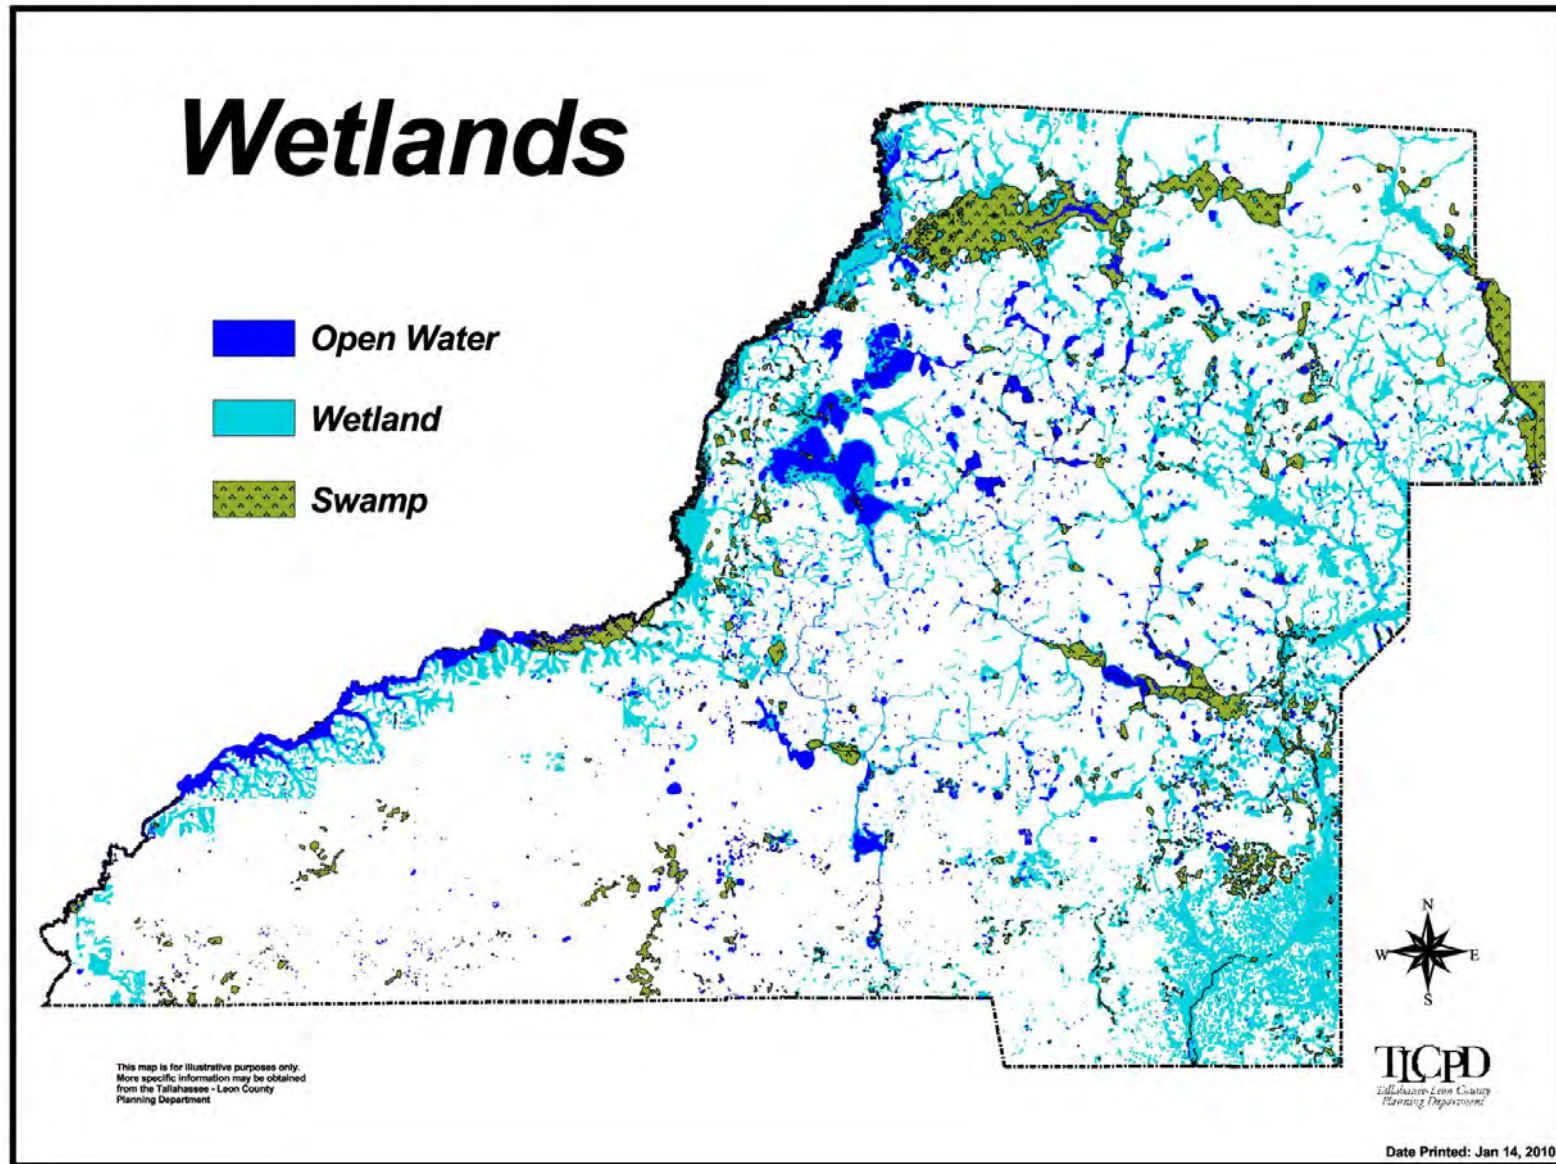 Wetlands
Open Water
Wetland
Swamp
N
W E
S
This map is for illustrative purposes only.
More specific information may be obtained
from the Tallahassee - Leon County
Planning Department
TLCPD
Tallahassee-Leon County
Planning Department
Date Printed: Jan 14, 2010